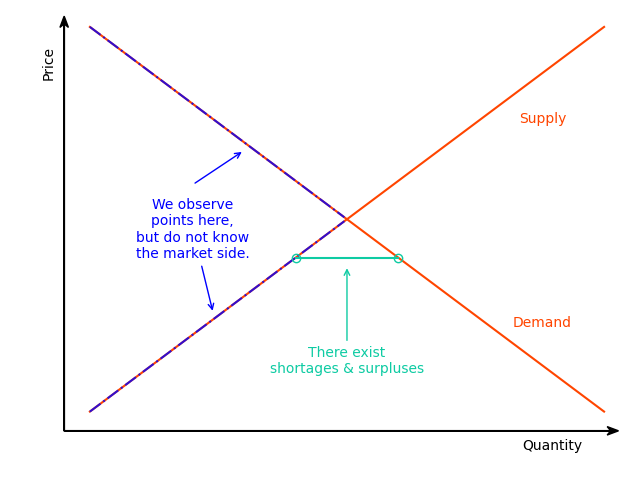 Price
Supply
We observe
points here,
but do not know
the market side.
Demand
There exist
shortages & surpluses
Quantity